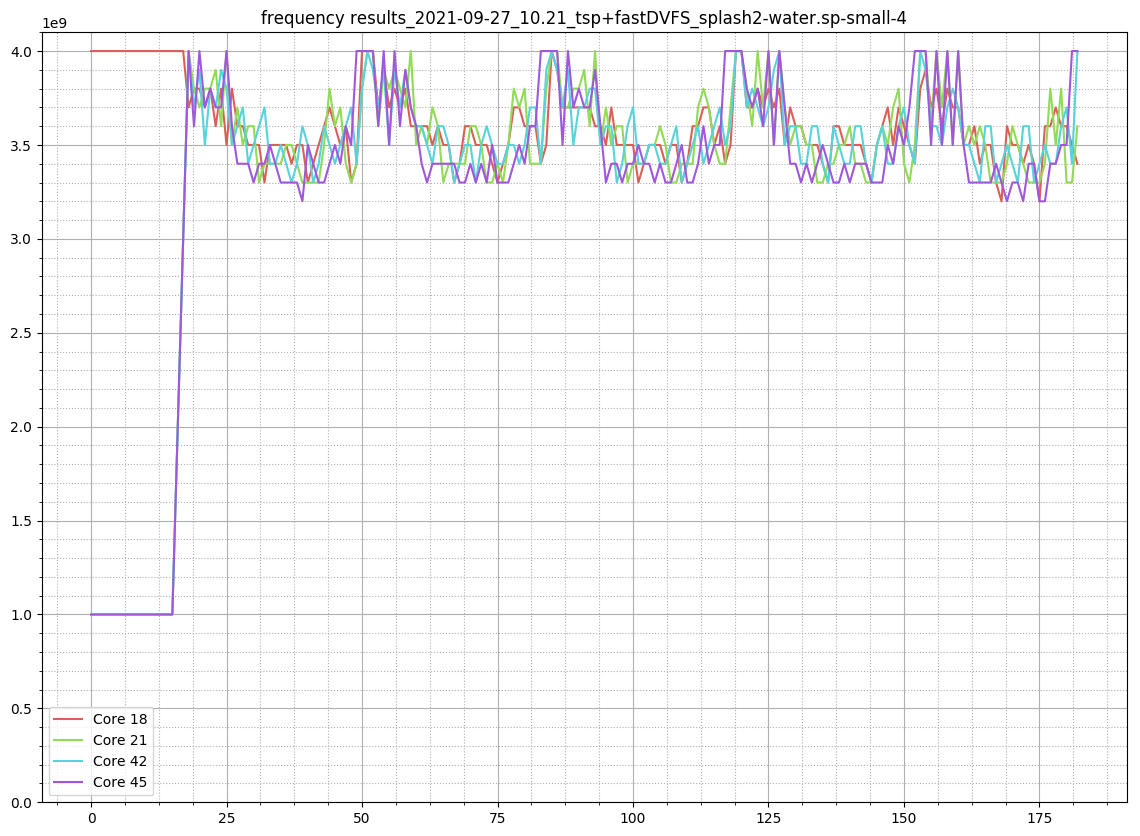 frequency results_2021-09-27_10.21_tsp+fastDVFS_splash2-water.sp-small-4
1e9
4.0
3.5
3.0
2.5
2.0
1.5
1.0
0.5
0.0
Core 18
Core 21
Core 42
Core 45
0 25 50 75 100 125 150 175